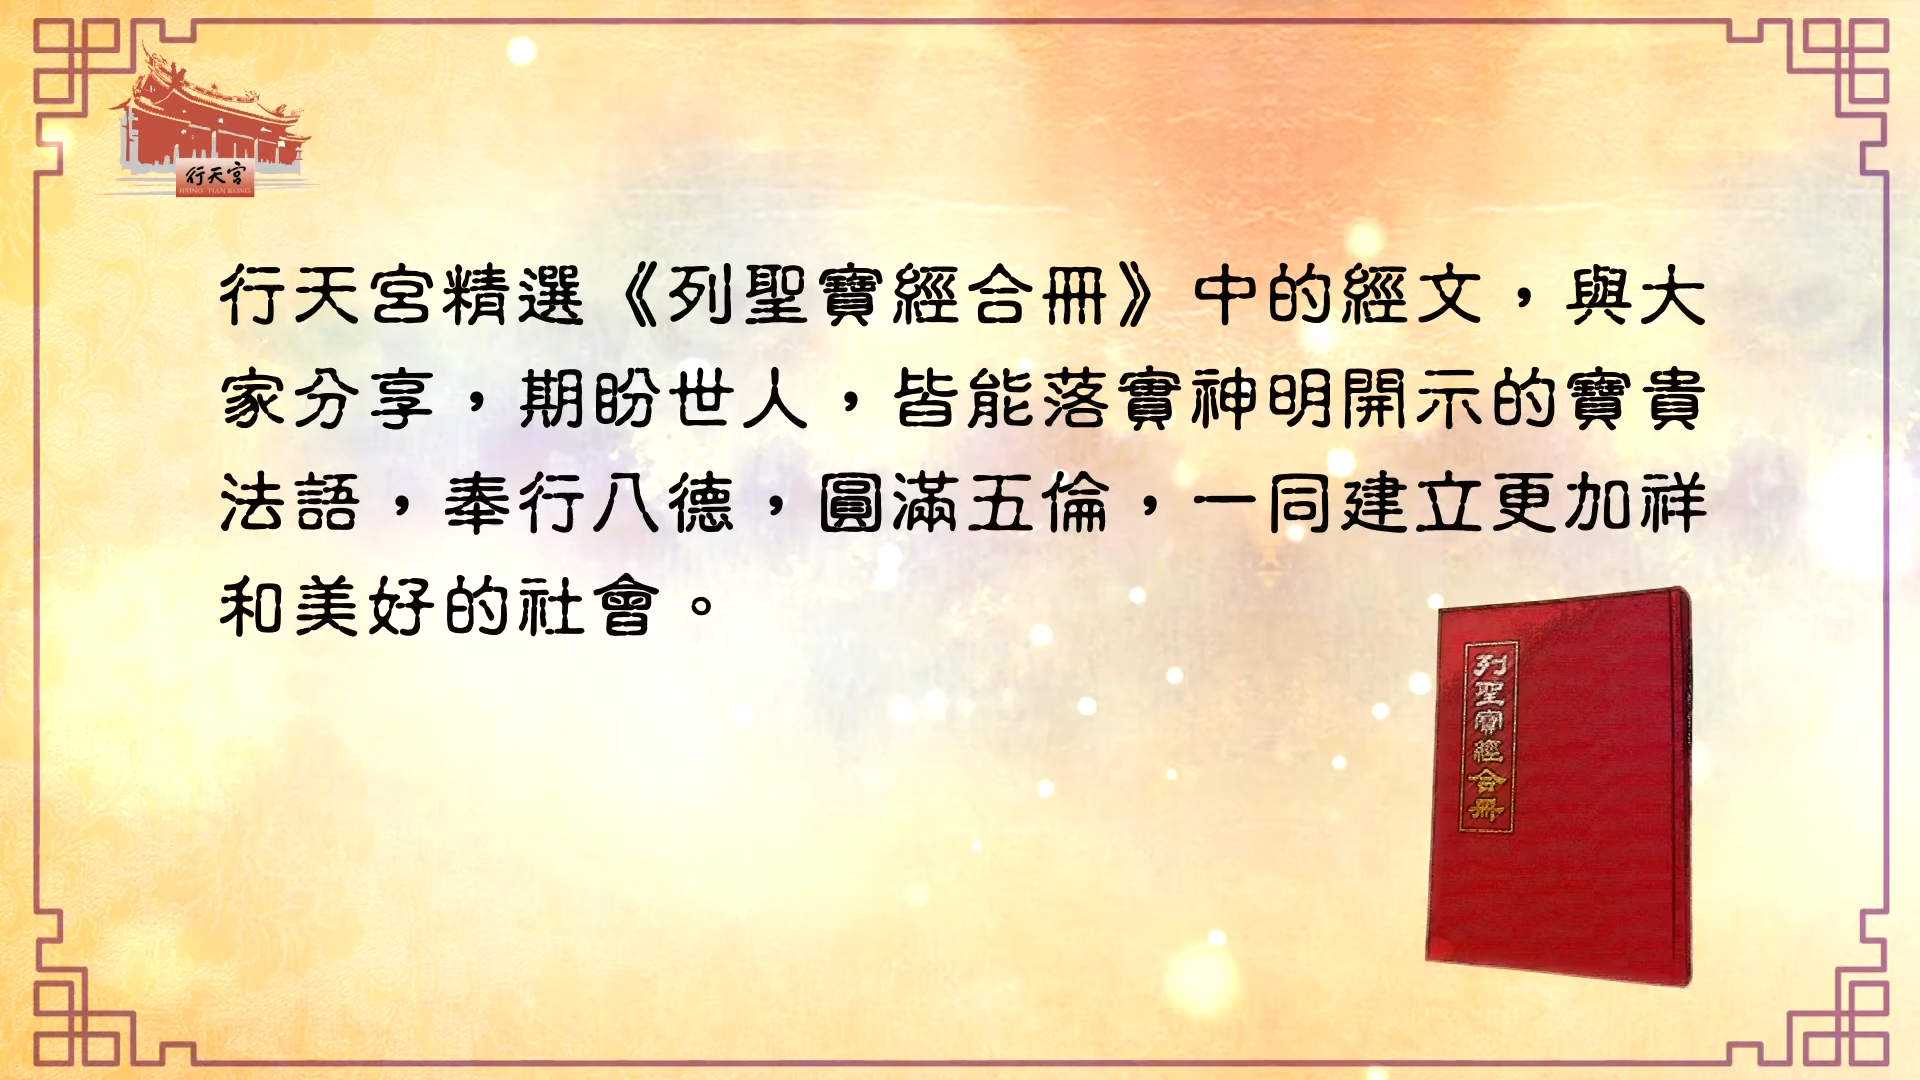 行天宮
HSING TIAN KONG
行天宮精選《列聖寶經合冊》中的經文，與大
家分享，期盼世人，皆能落實神明開示的寶貴
法語，奉行八德，圓滿五倫，一同建立更加祥
和美好的社會。
列聖寶經合冊